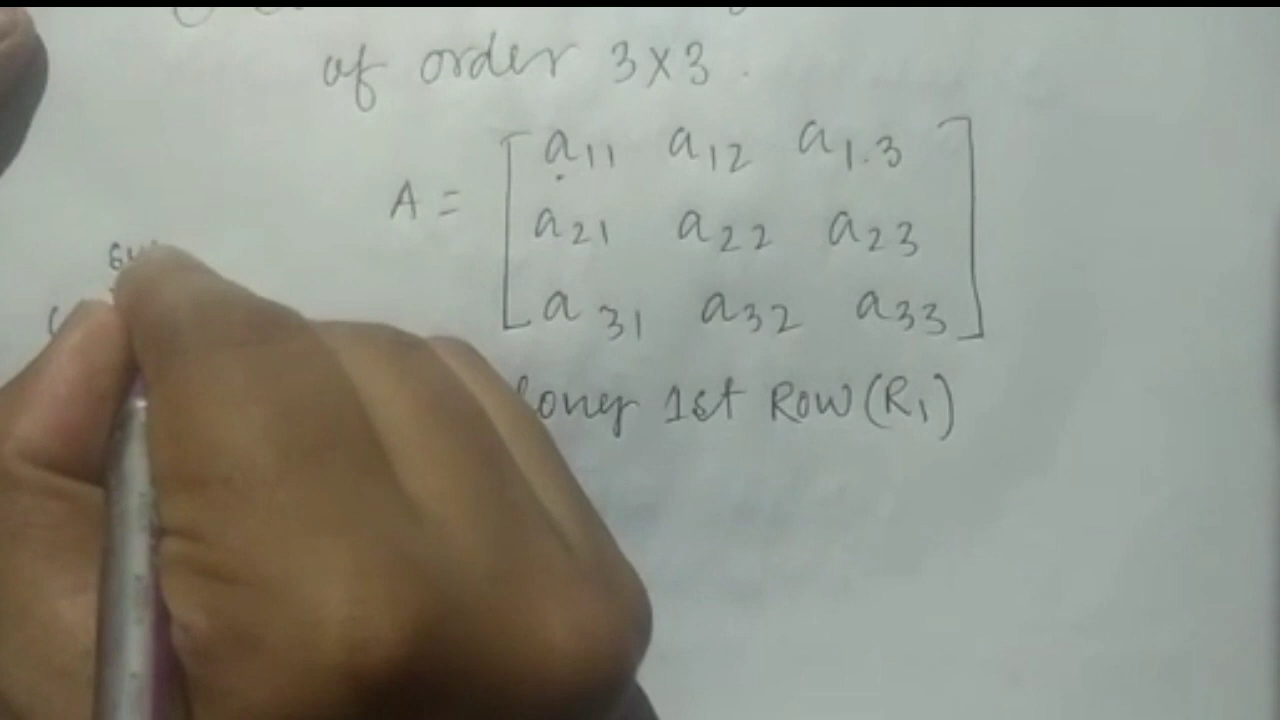 of order 3×3.
A = [a11 a12 a1.3
a21 a22 a23
a31 a32 a33]
long 1st Row (R1)